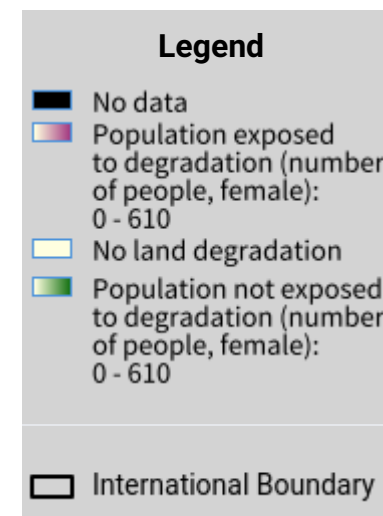 Legend
No data
Population exposed
to degradation (number
of people, female):
0 - 610
No land degradation
Population not exposed
to degradation (number
of people, female):
0 - 610
International Boundary